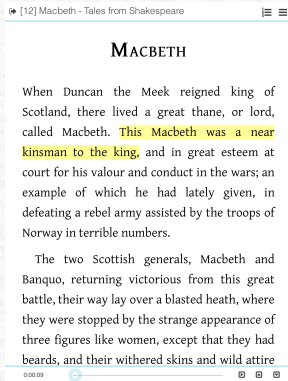 [12] Macbeth - Tales from Shakespeare
MACBETH
When Duncan the Meek reigned king of
Scotland, there lived a great thane, or lord,
called Macbeth. This Macbeth was a near
kinsman to the king, and in great esteem at
court for his valour and conduct in the wars; an
example of which he had lately given, in
defeating a rebel army assisted by the troops of
Norway in terrible numbers.
The two Scottish generals, Macbeth and
Banquo, returning victorious from this great
battle, their way lay over a blasted heath, where
they were stopped by the strange appearance of
three figures like women, except that they had
beards, and their withered skins and wild attire
0:00:09